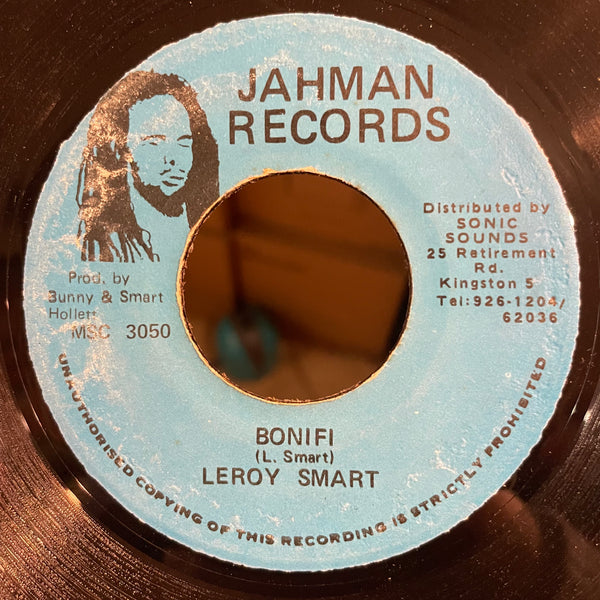 JAHMAN
RECORDS
Distributed by
SONIC
SOUNDS
25 Retirement
Rd.
Kingston 5
Tel:926-1204/
62036
Prod. by
Bunny & Smart
Hollett
MSC 3050
BONIFI
(L. Smart)
LEROY SMART
UNAUTHORISED COPYING OF THIS RECORDING IS STRICTLY PROHIBITED